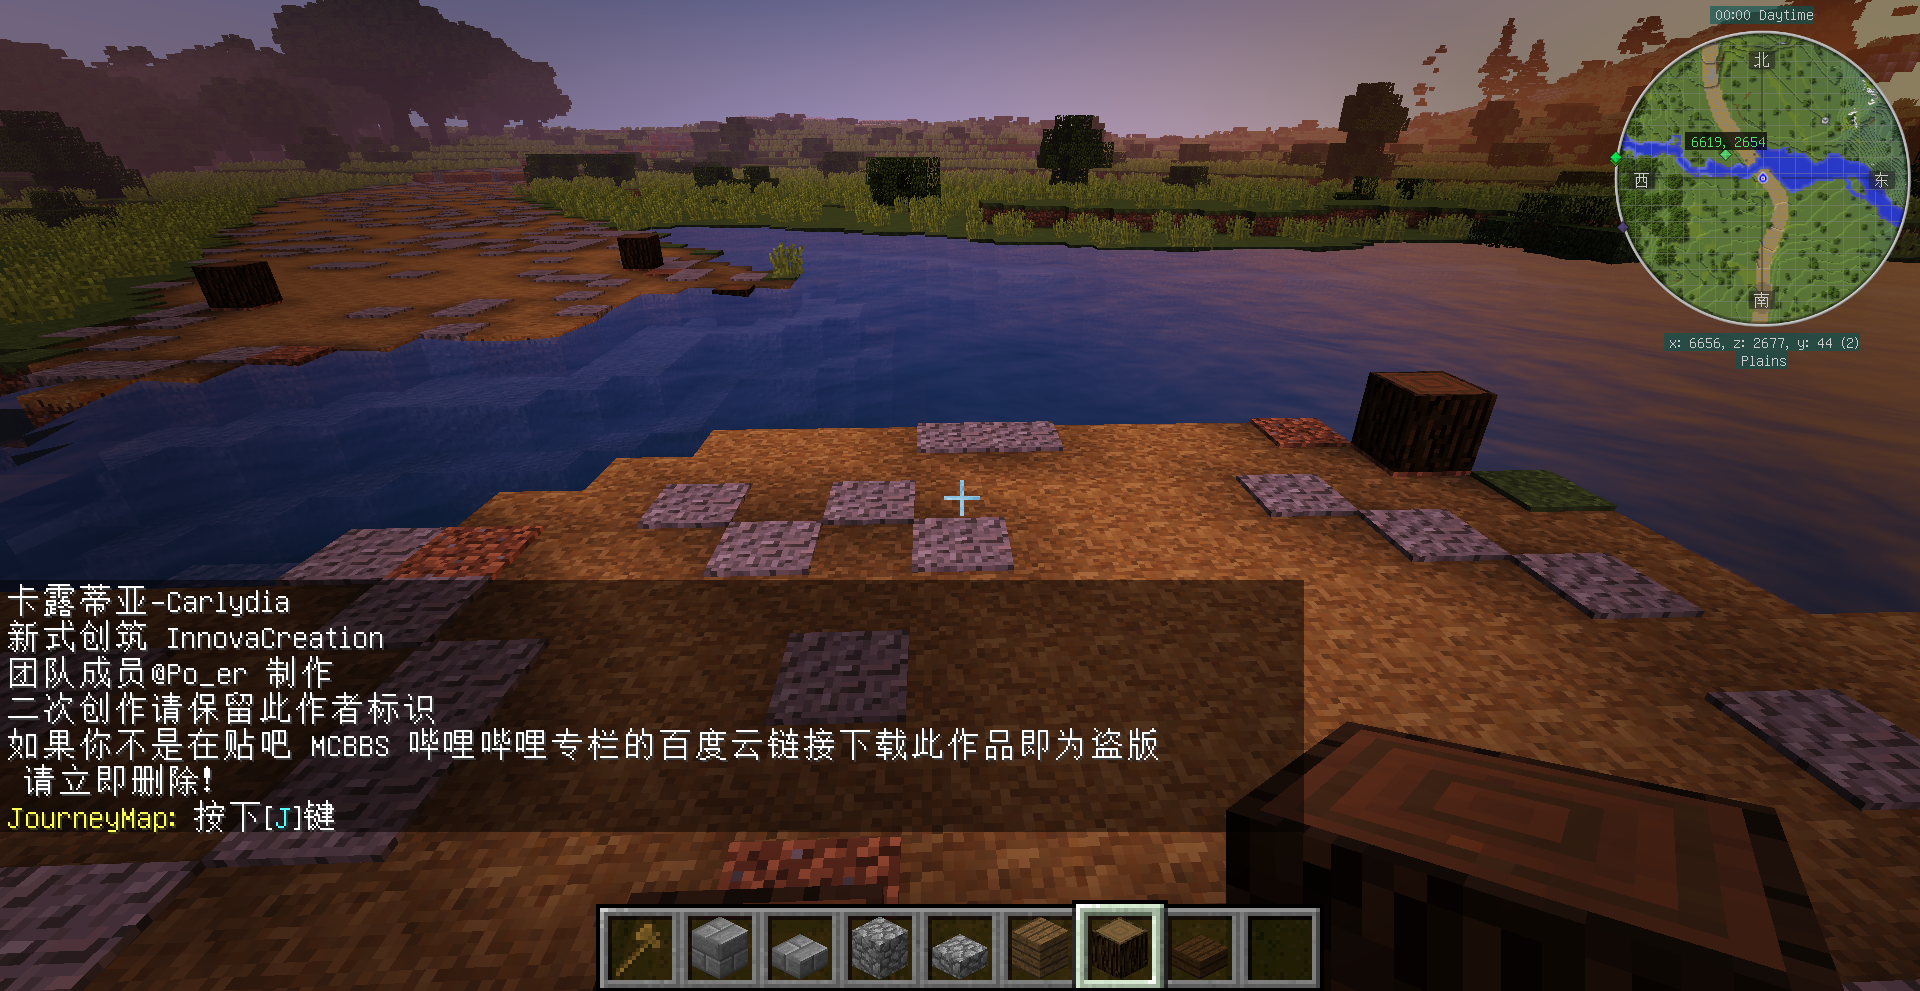 00:00 Daytime
北
6619, 2654
西
东
南
x: 6656, z: 2677, y: 44 (2)
Plains
卡露蒂亚-Carlydia
新式创筑 InnovaCreation
团队成员@Po_er 制作
二次创作请保留此作者标识
如果你不是在贴吧 MCBBS 哔哩哔哩专栏的百度云链接下载此作品即为盗版
请立即删除!
JourneyMap: 按下[J]键